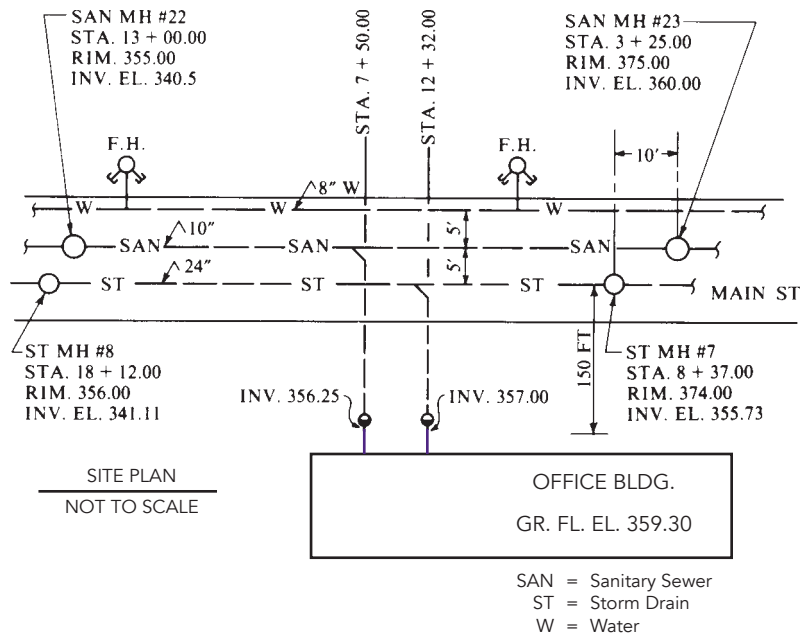 SAN MH #22
STA. 13 + 00.00
RIM. 355.00
INV. EL. 340.5
STA. 7 + 50.00
STA. 12 + 32.00
SAN MH #23
STA. 3 + 25.00
RIM. 375.00
INV. EL. 360.00
F.H.
F.H.
10'
8" W
W
W
W
10"
5'
SAN
SAN
SAN
24"
5'
ST
ST
ST
MAIN ST
ST MH #8
STA. 18 + 12.00
RIM. 356.00
INV. EL. 341.11
INV. 356.25
INV. 357.00
150 FT
ST MH #7
STA. 8 + 37.00
RIM. 374.00
INV. EL. 355.73
SITE PLAN
NOT TO SCALE
OFFICE BLDG.
GR. FL. EL. 359.30
SAN = Sanitary Sewer
ST = Storm Drain
W = Water